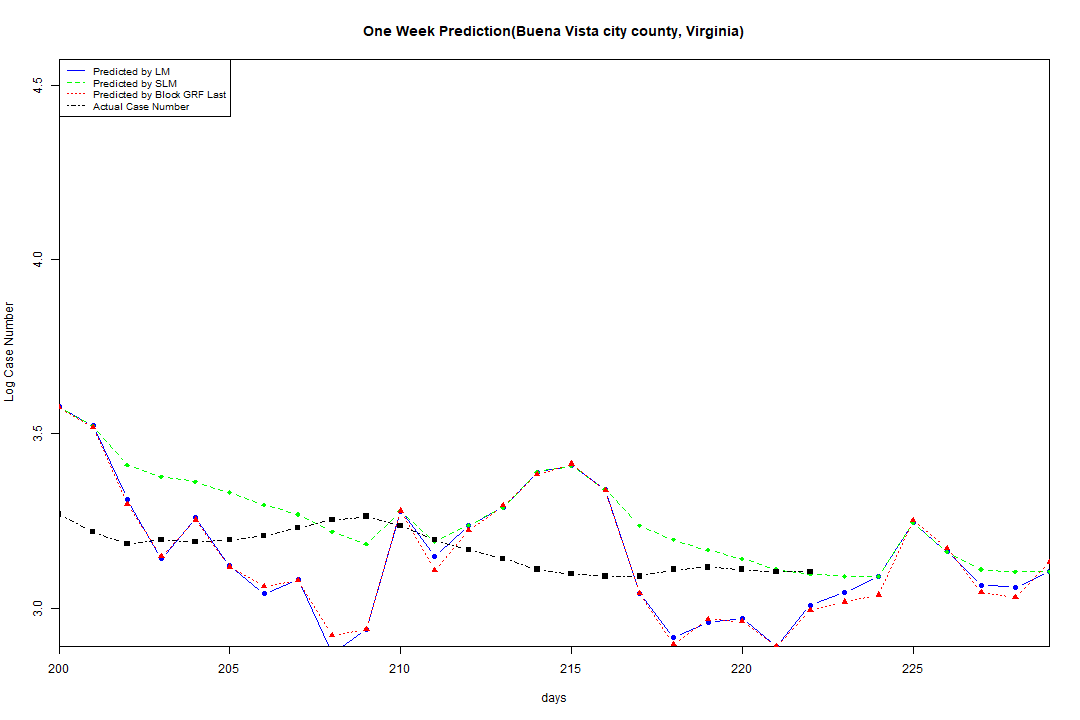 One Week Prediction(Buena Vista city county, Virginia)
Predicted by LM
Predicted by SLM
Predicted by Block GRF Last
Actual Case Number
4.5
4.0
3.5
3.0
Log Case Number
200 205 210 215 220 225
days